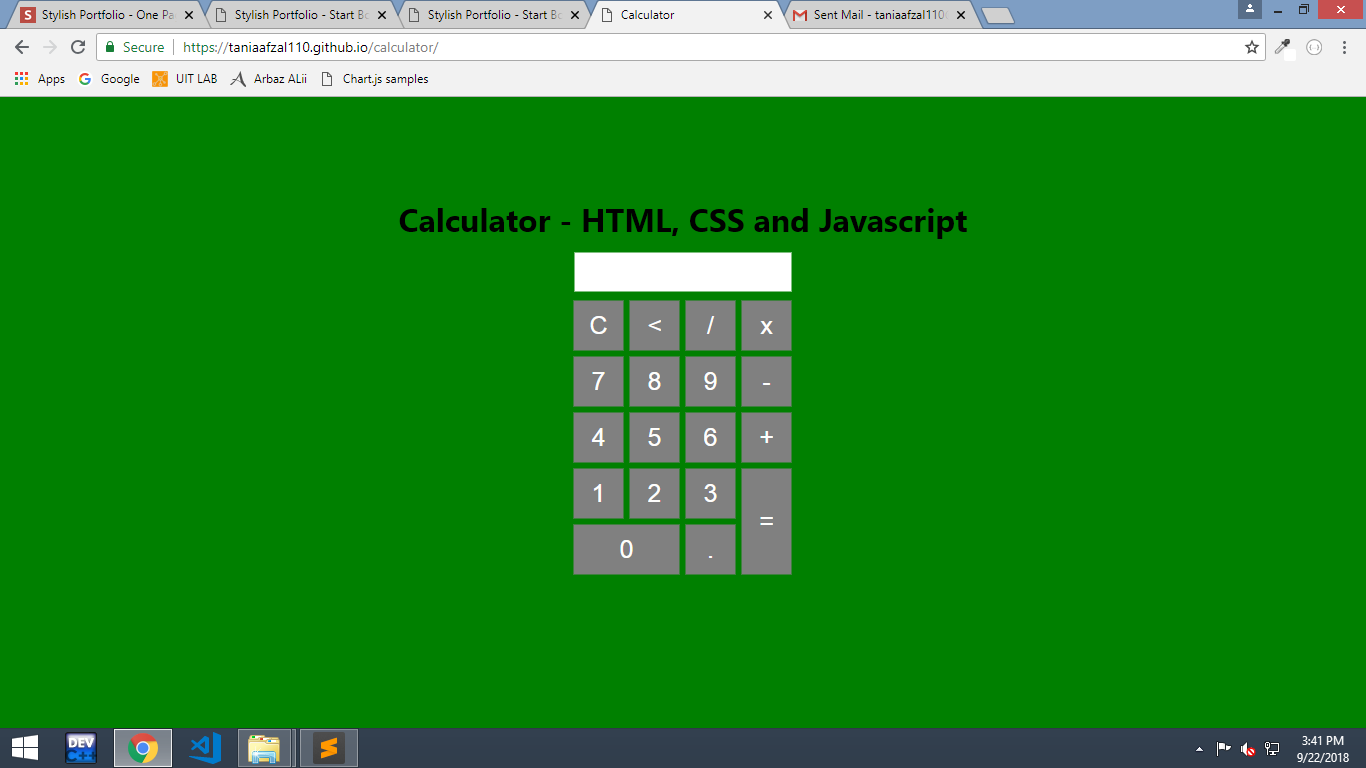 Stylish Portfolio - One Pa
Stylish Portfolio - Start Bo
Stylish Portfolio - Start Bo
Calculator
Sent Mail - taniaafzal110
Secure
https://taniaafzal110.github.io/calculator/
Apps
Google
UIT LAB
Arbaz ALii
Chart.js samples
Calculator - HTML, CSS and Javascript
C < / x
7 8 9 -
4 5 6 +
1 2 3
=
0 .
DEV
C++
3:41 PM
9/22/2018